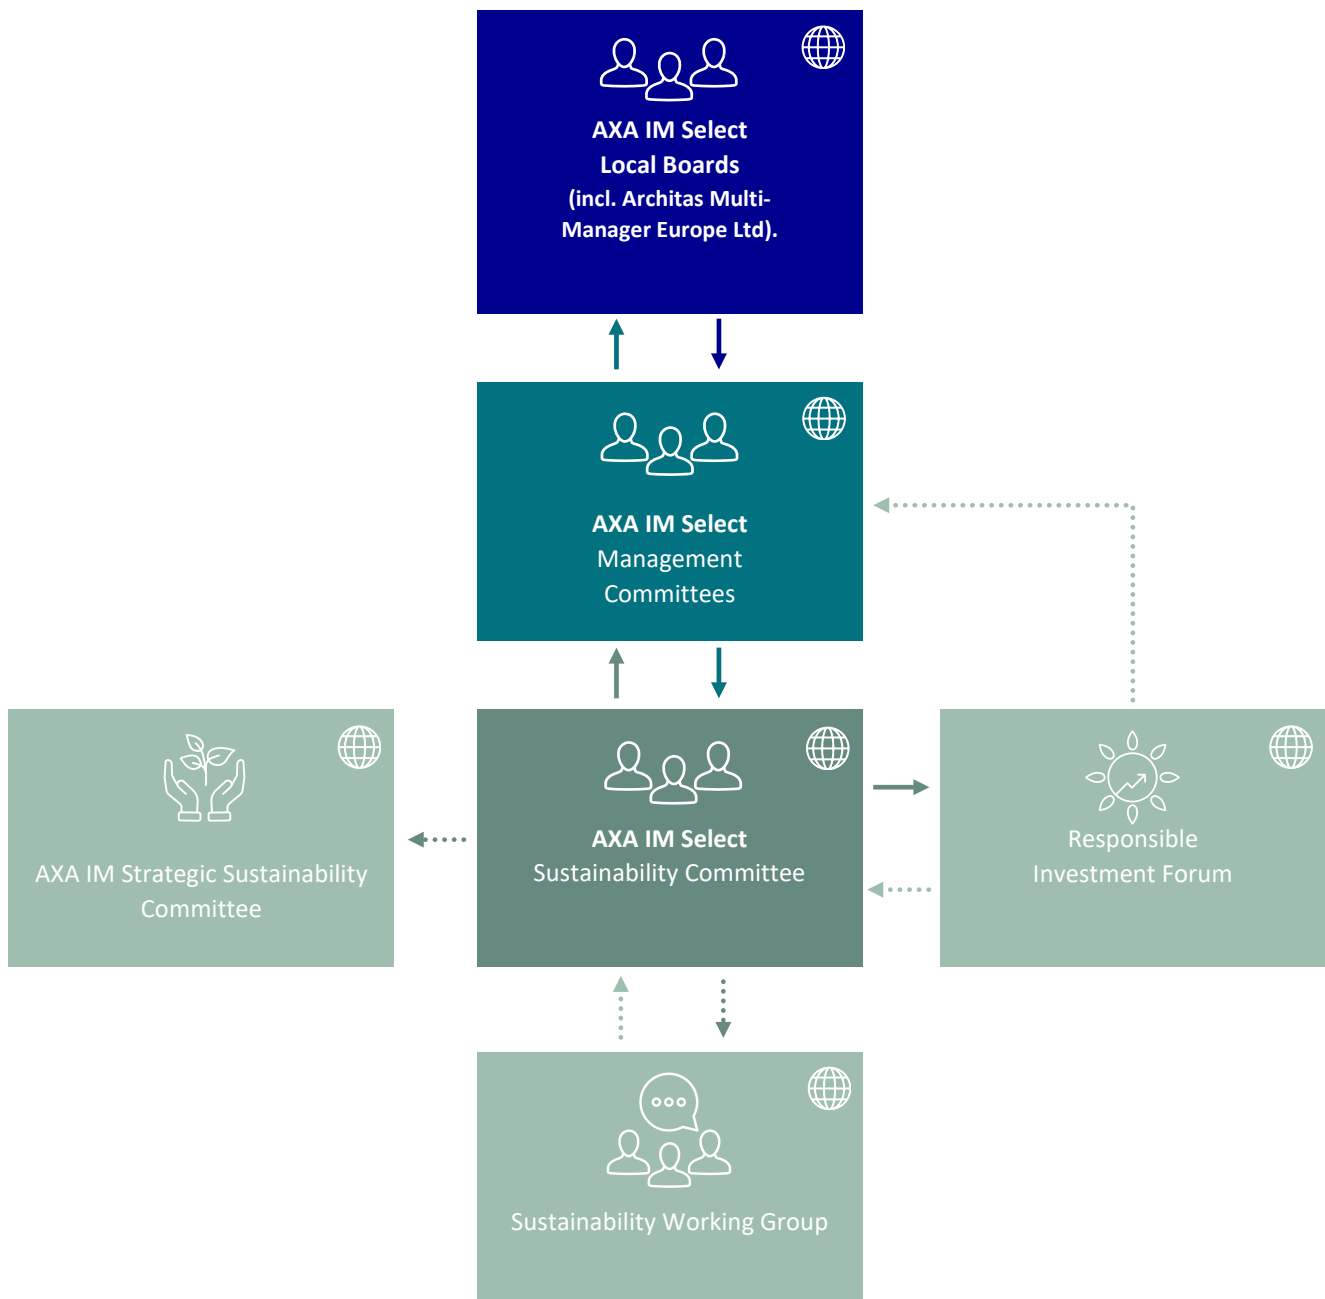 AXA IM Select
Local Boards
(incl. Architas Multi-
Manager Europe Ltd).
AXA IM Select
Management
Committees
AXA IM Strategic Sustainability
Committee
AXA IM Select
Sustainability Committee
Responsible
Investment Forum
Sustainability Working Group